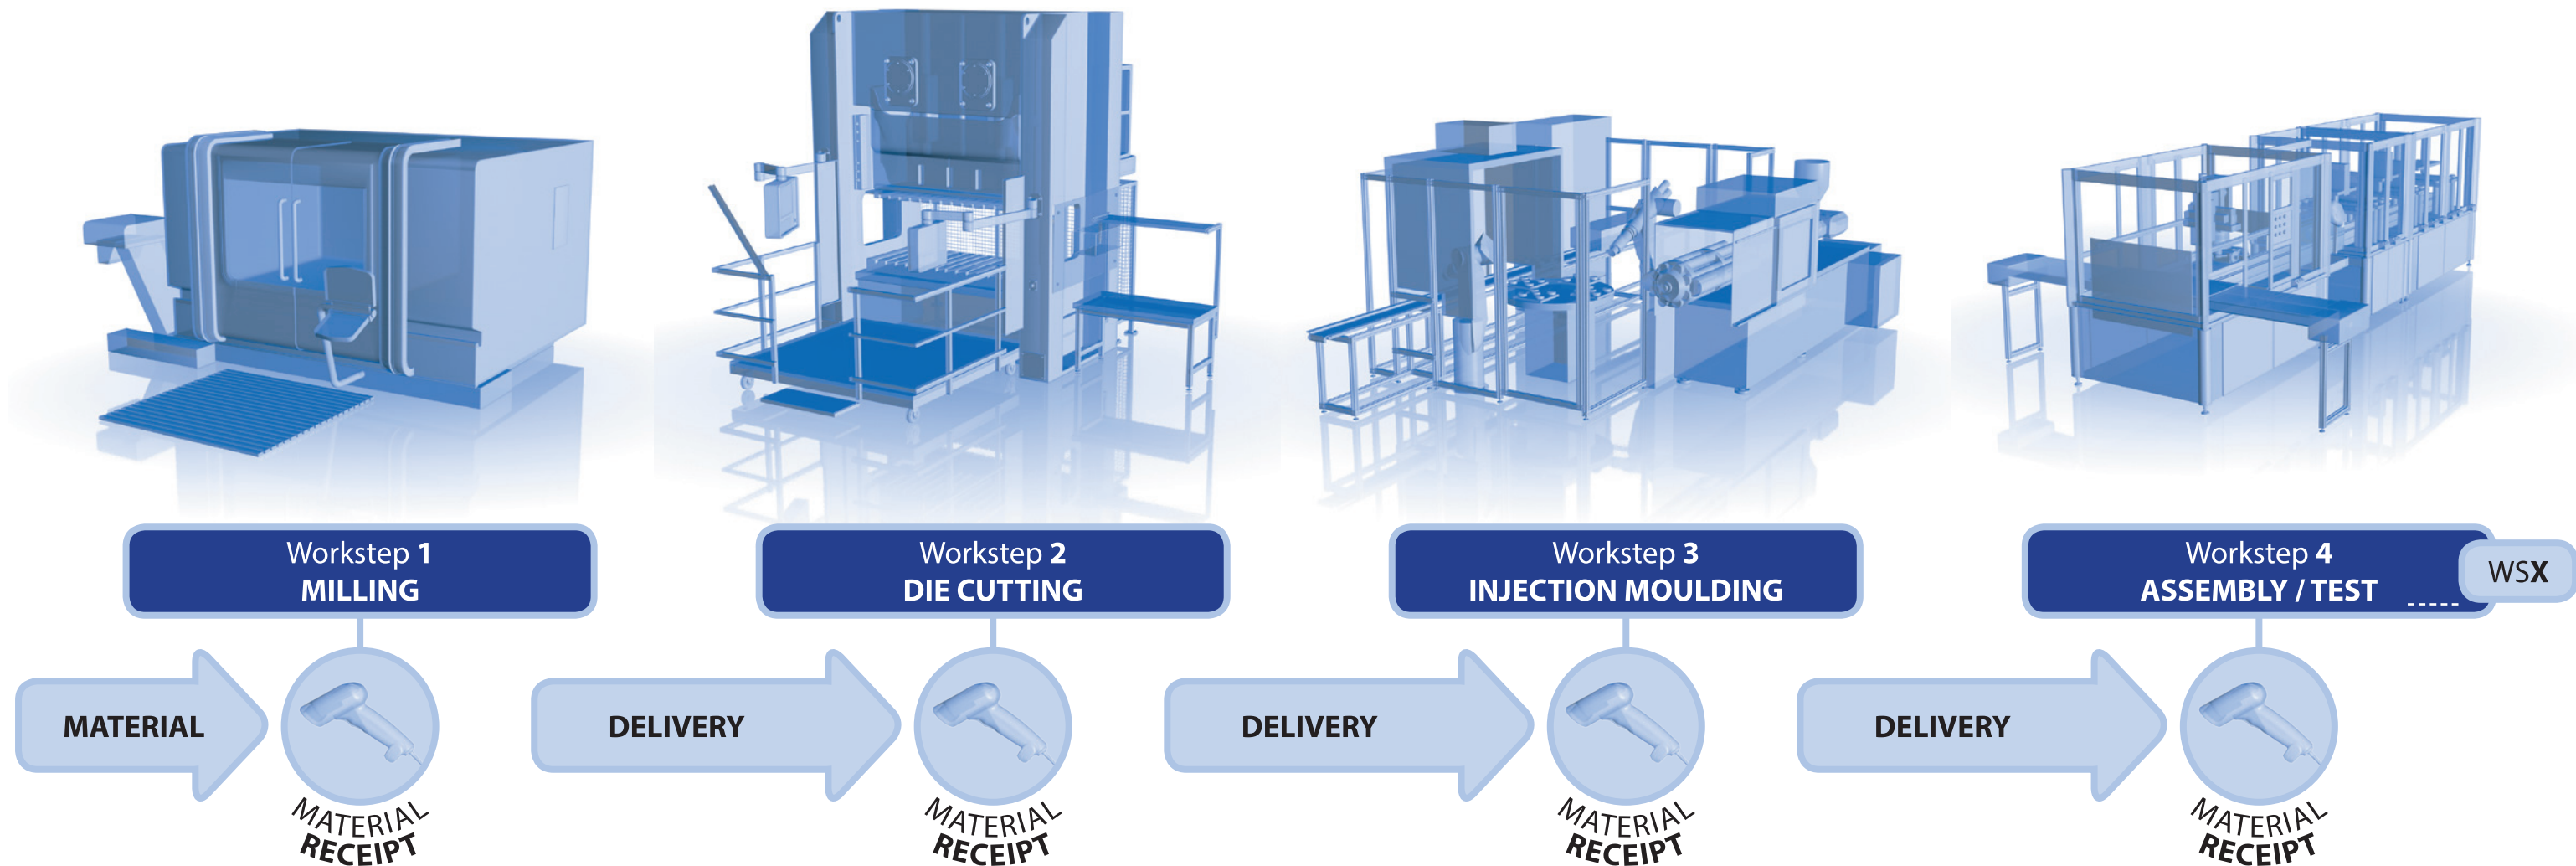 Workstep 1
MILLING
Workstep 2
DIE CUTTING
Workstep 3
INJECTION MOULDING
Workstep 4
ASSEMBLY / TEST
WSX
MATERIAL
DELIVERY
DELIVERY
DELIVERY
MATERIAL
RECEIPT
MATERIAL
RECEIPT
MATERIAL
RECEIPT
MATERIAL
RECEIPT